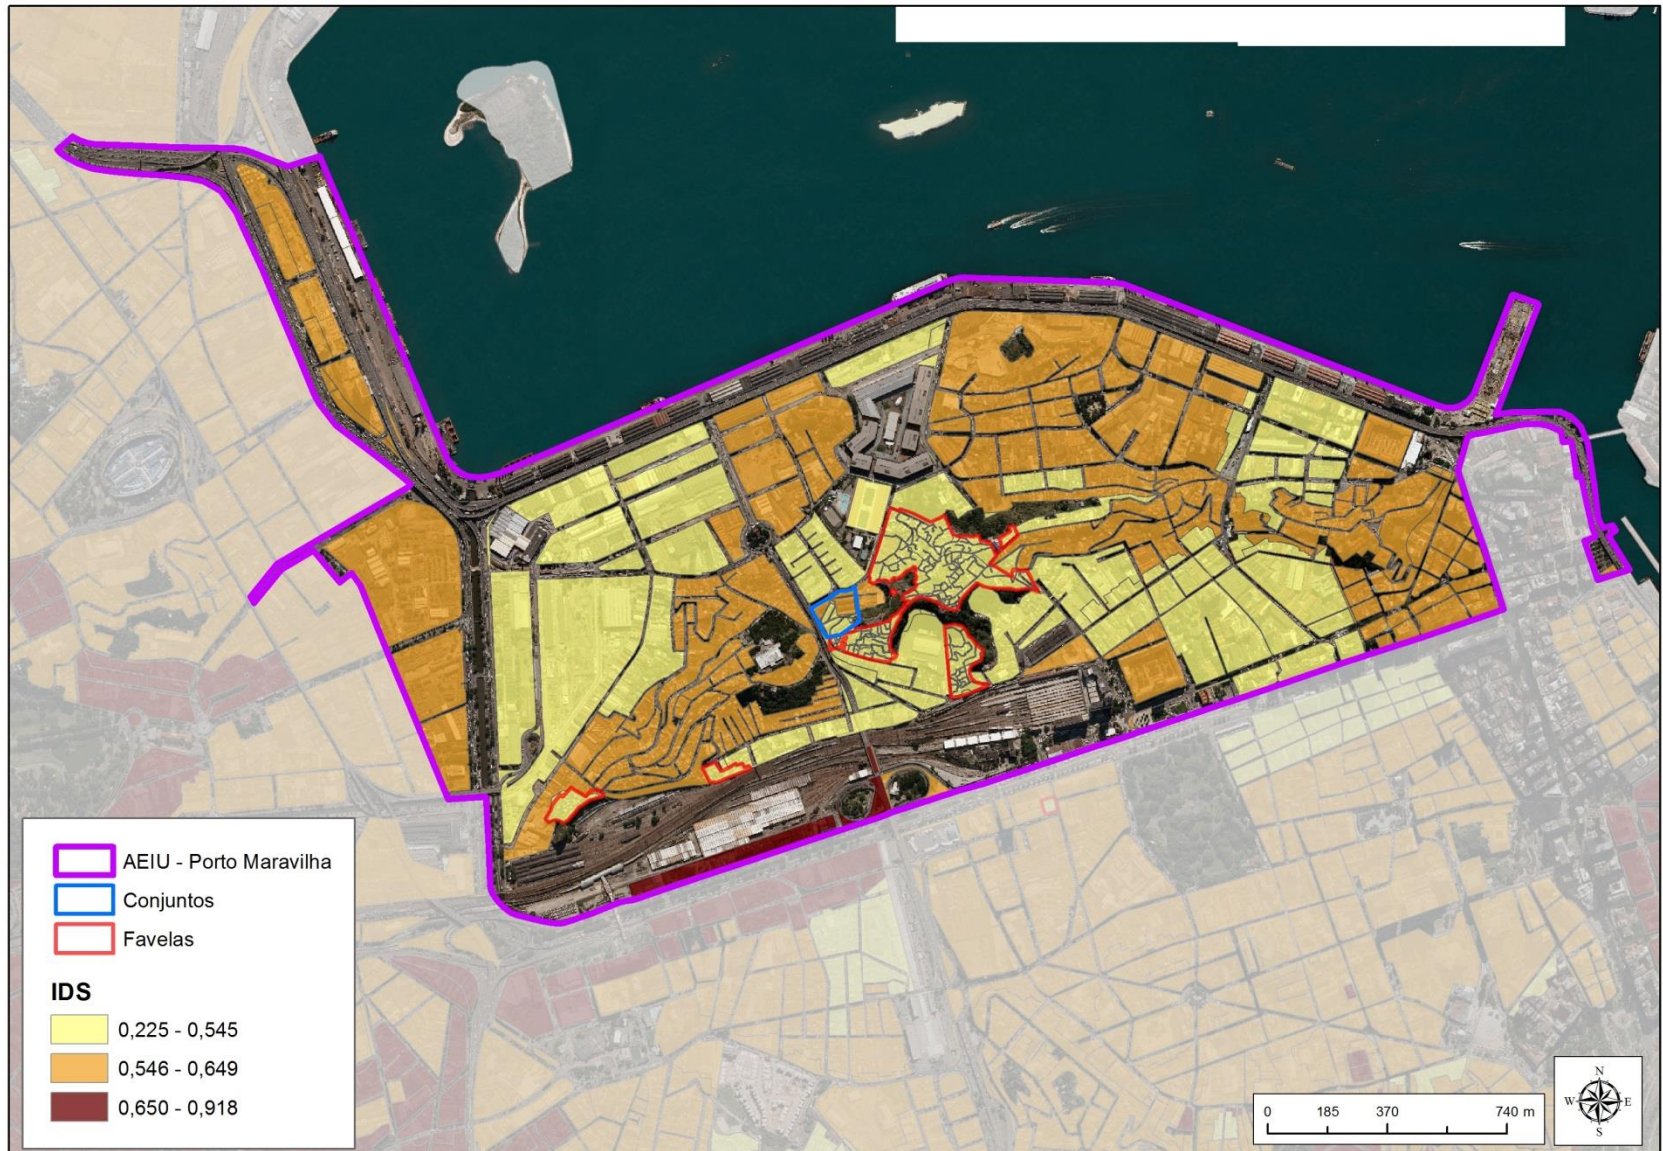 AEIU - Porto Maravilha
Conjuntos
Favelas
IDS
0,225 - 0,545
0,546 - 0,649
0,650 - 0,918
0 185 370 740 m
N
W E
S